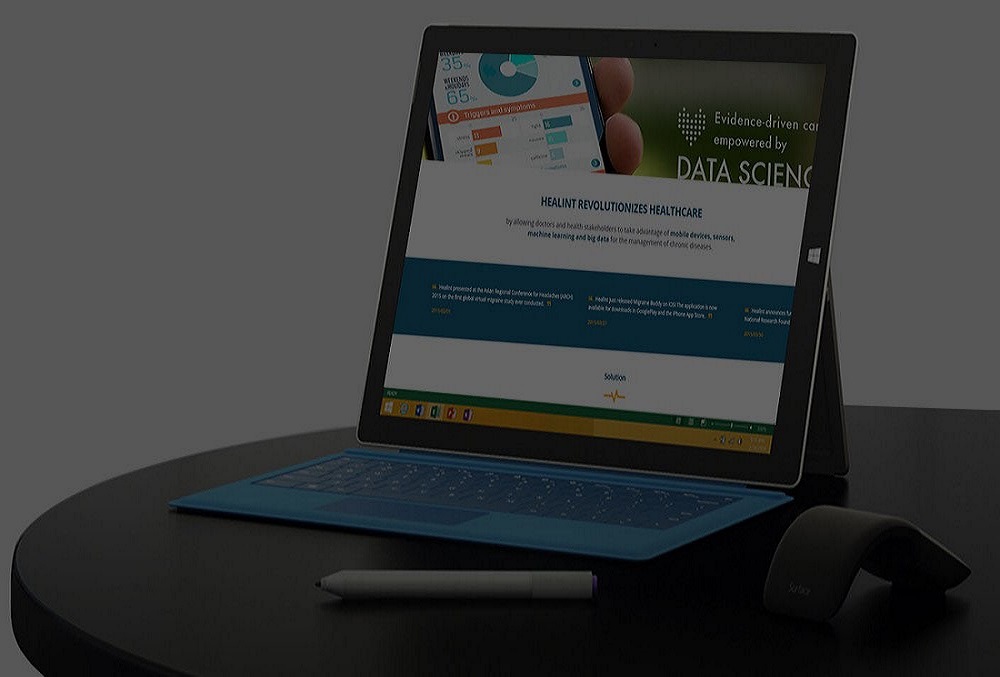 35%
WEEKENDS
& HOLIDAYS
65%
Triggers and symptoms
Evidence-driven car
empowered by
DATA SCIENC
HEALINT REVOLUTIONIZES HEALTHCARE
by allowing doctors and health stakeholders to take advantage of mobile devices, sensors,
machine learning and big data for the management of chronic diseases.
Healint presented at the Asian Regional Conference for Headaches (ARCH)
2015 on the first global virtual migraine study ever conducted.
Healint just released Migraine Buddy on iOS! The application is now
available for downloads in GooglePlay and the iPhone App Store.
Healint announces fu
National Research Found
Solution
READY
Surface